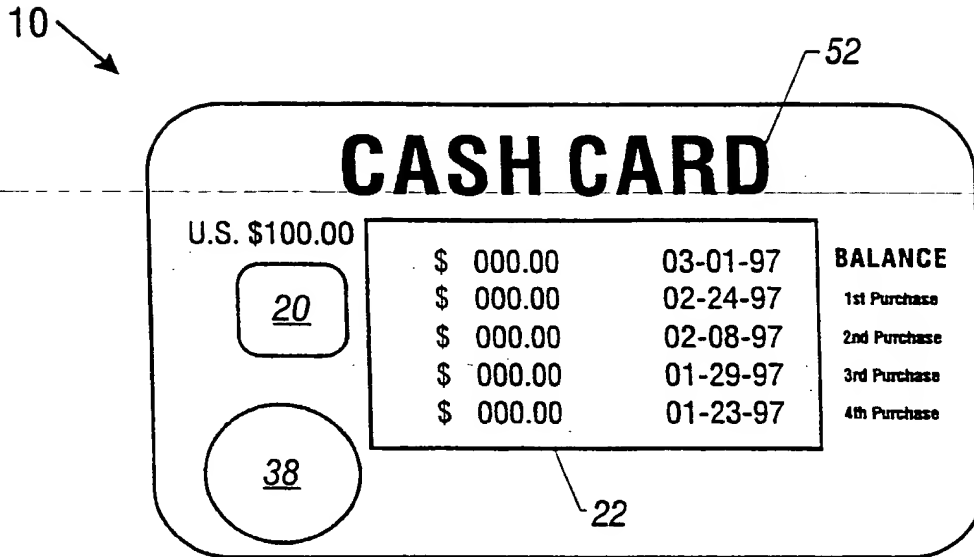 10
52
CASH CARD
U.S. $100.00
$ 000.00 03-01-97 BALANCE
$ 000.00 02-24-97 1st Purchase
20
$ 000.00 02-08-97 2nd Purchase
$ 000.00 01-29-97 3rd Purchase
$ 000.00 01-23-97 4th Purchase
38
22